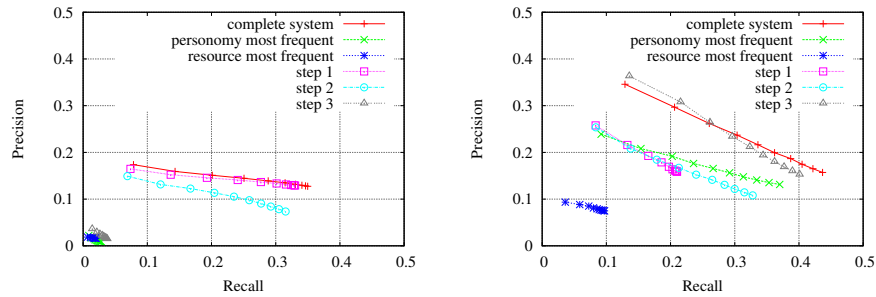 0.5
0.4
0.3
0.2
0.1
0
0
0.1
0.2
0.3
0.4
0.5
Precision
Recall
complete system
personomy most frequent
resource most frequent
step 1
step 2
step 3
0.5
0.4
0.3
0.2
0.1
0
0
0.1
0.2
0.3
0.4
0.5
Precision
Recall
complete system
personomy most frequent
resource most frequent
step 1
step 2
step 3